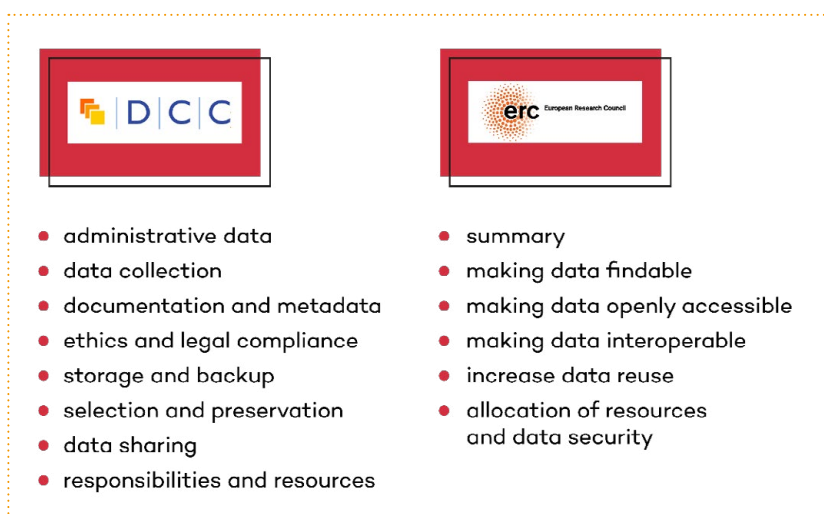 D|C|C
erc European Research Council
administrative data
data collection
documentation and metadata
ethics and legal compliance
storage and backup
selection and preservation
data sharing
responsibilities and resources
summary
making data findable
making data openly accessible
making data interoperable
increase data reuse
allocation of resources
and data security